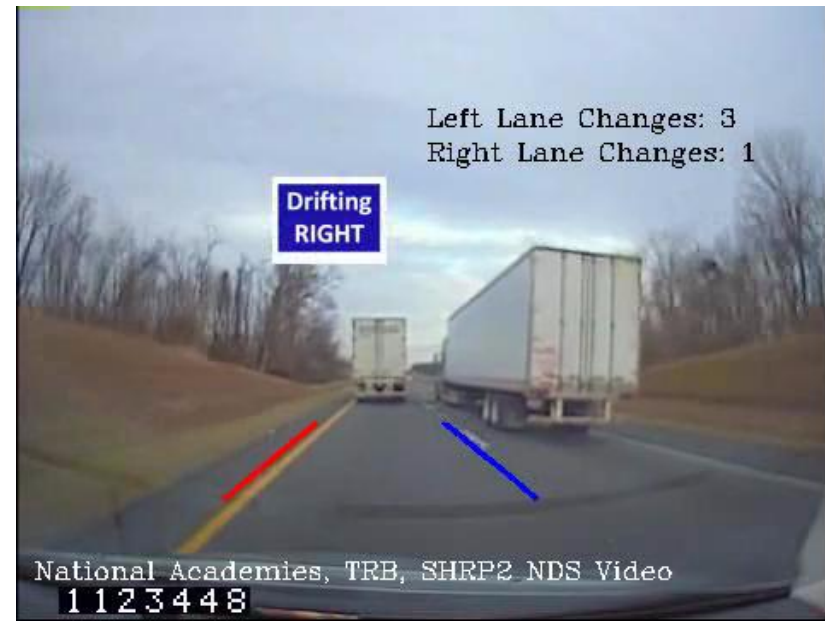 Left Lane Changes: 3
Right Lane Changes: 1
Drifting
RIGHT
National Academies, TRB, SHRP2 NDS Video
1123448